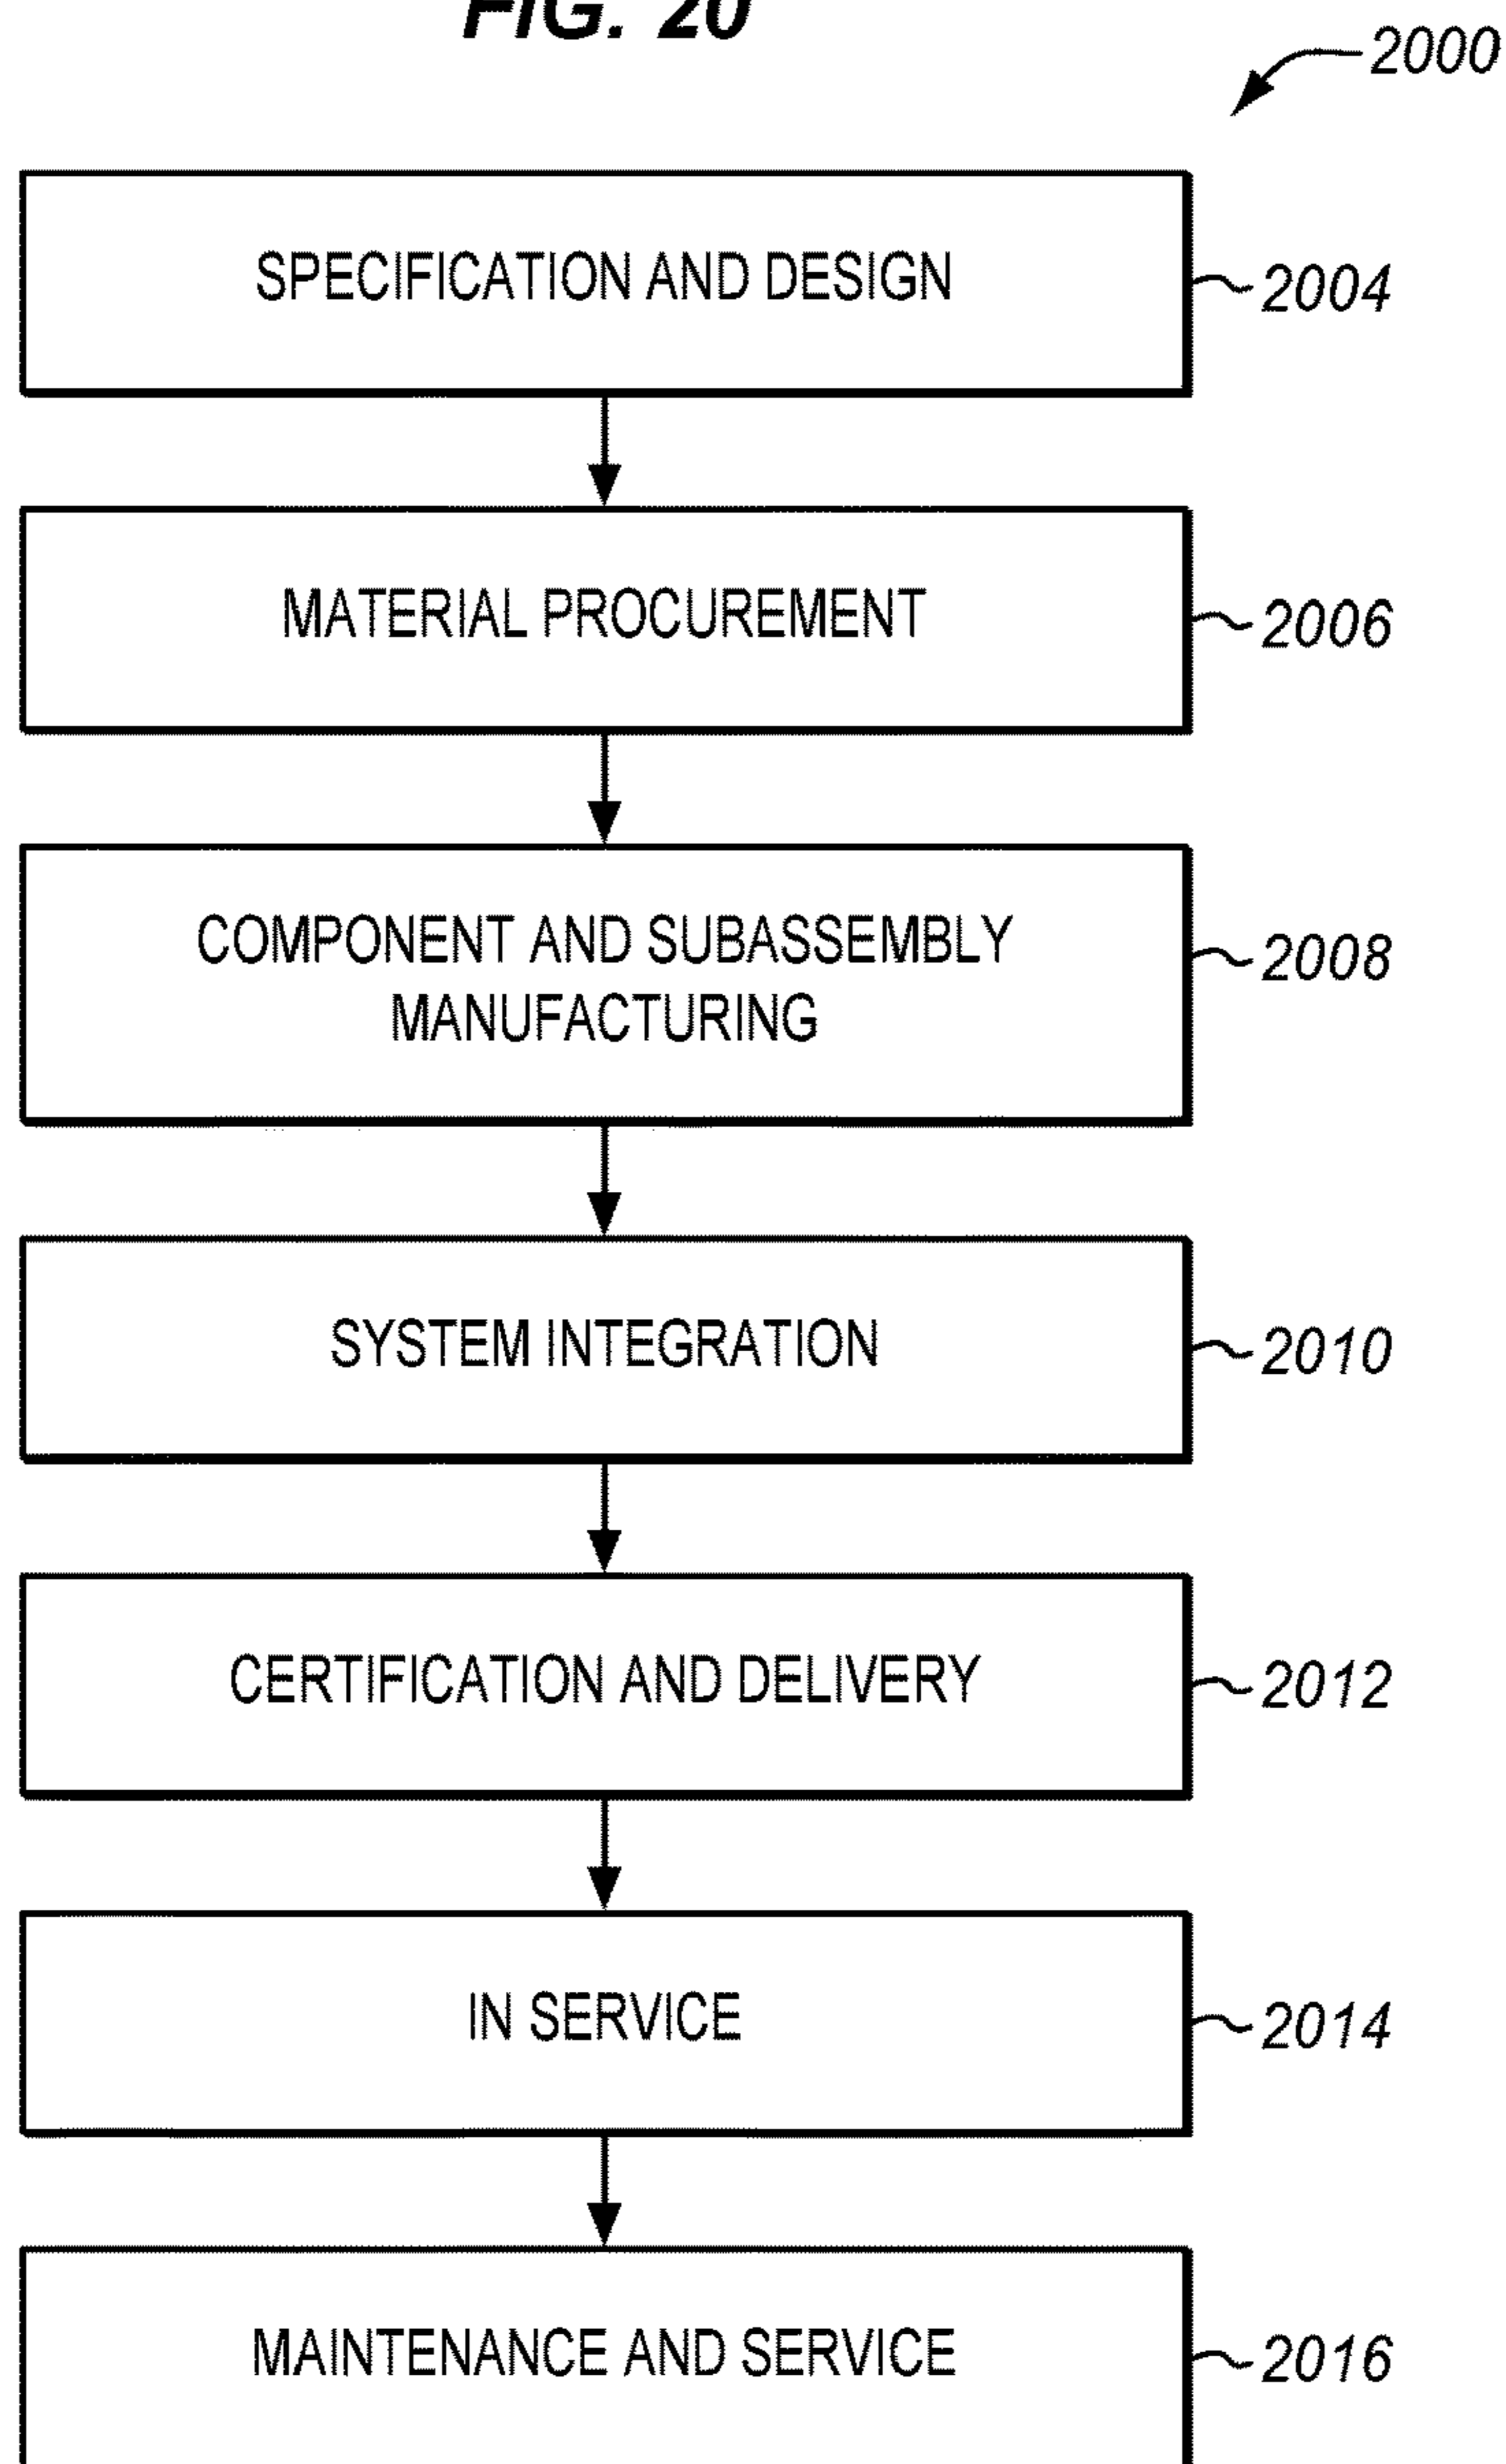 FIG. 20
2000
SPECIFICATION AND DESIGN
2004
MATERIAL PROCUREMENT
2006
COMPONENT AND SUBASSEMBLY
MANUFACTURING
2008
SYSTEM INTEGRATION
2010
CERTIFICATION AND DELIVERY
2012
IN SERVICE
2014
MAINTENANCE AND SERVICE
2016